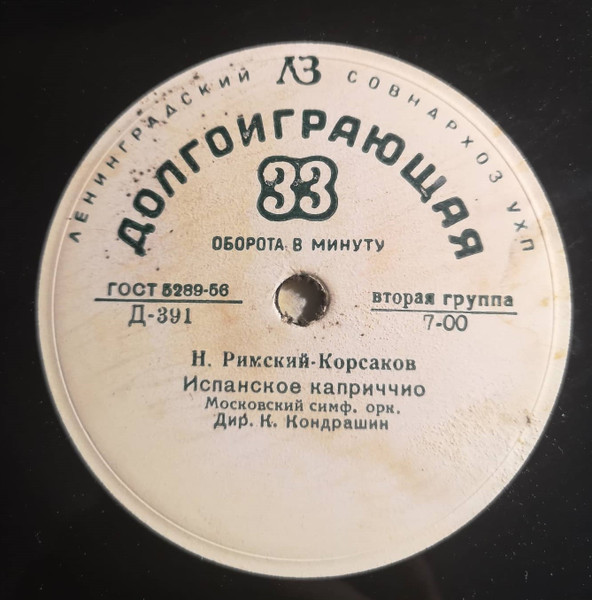 ЛЕНИНГРАДСКИЙ ЛЗ СОВНАРХОЗ УХП
ДОЛГОИГРАЮЩАЯ
33
ОБОРОТА В МИНУТУ
ГОСТ 5289-56
Д-391
вторая группа
7-00
Н. Римский-Корсаков
Испанское каприччио
Московский симф. орк.
Дир. К. Кондрашин